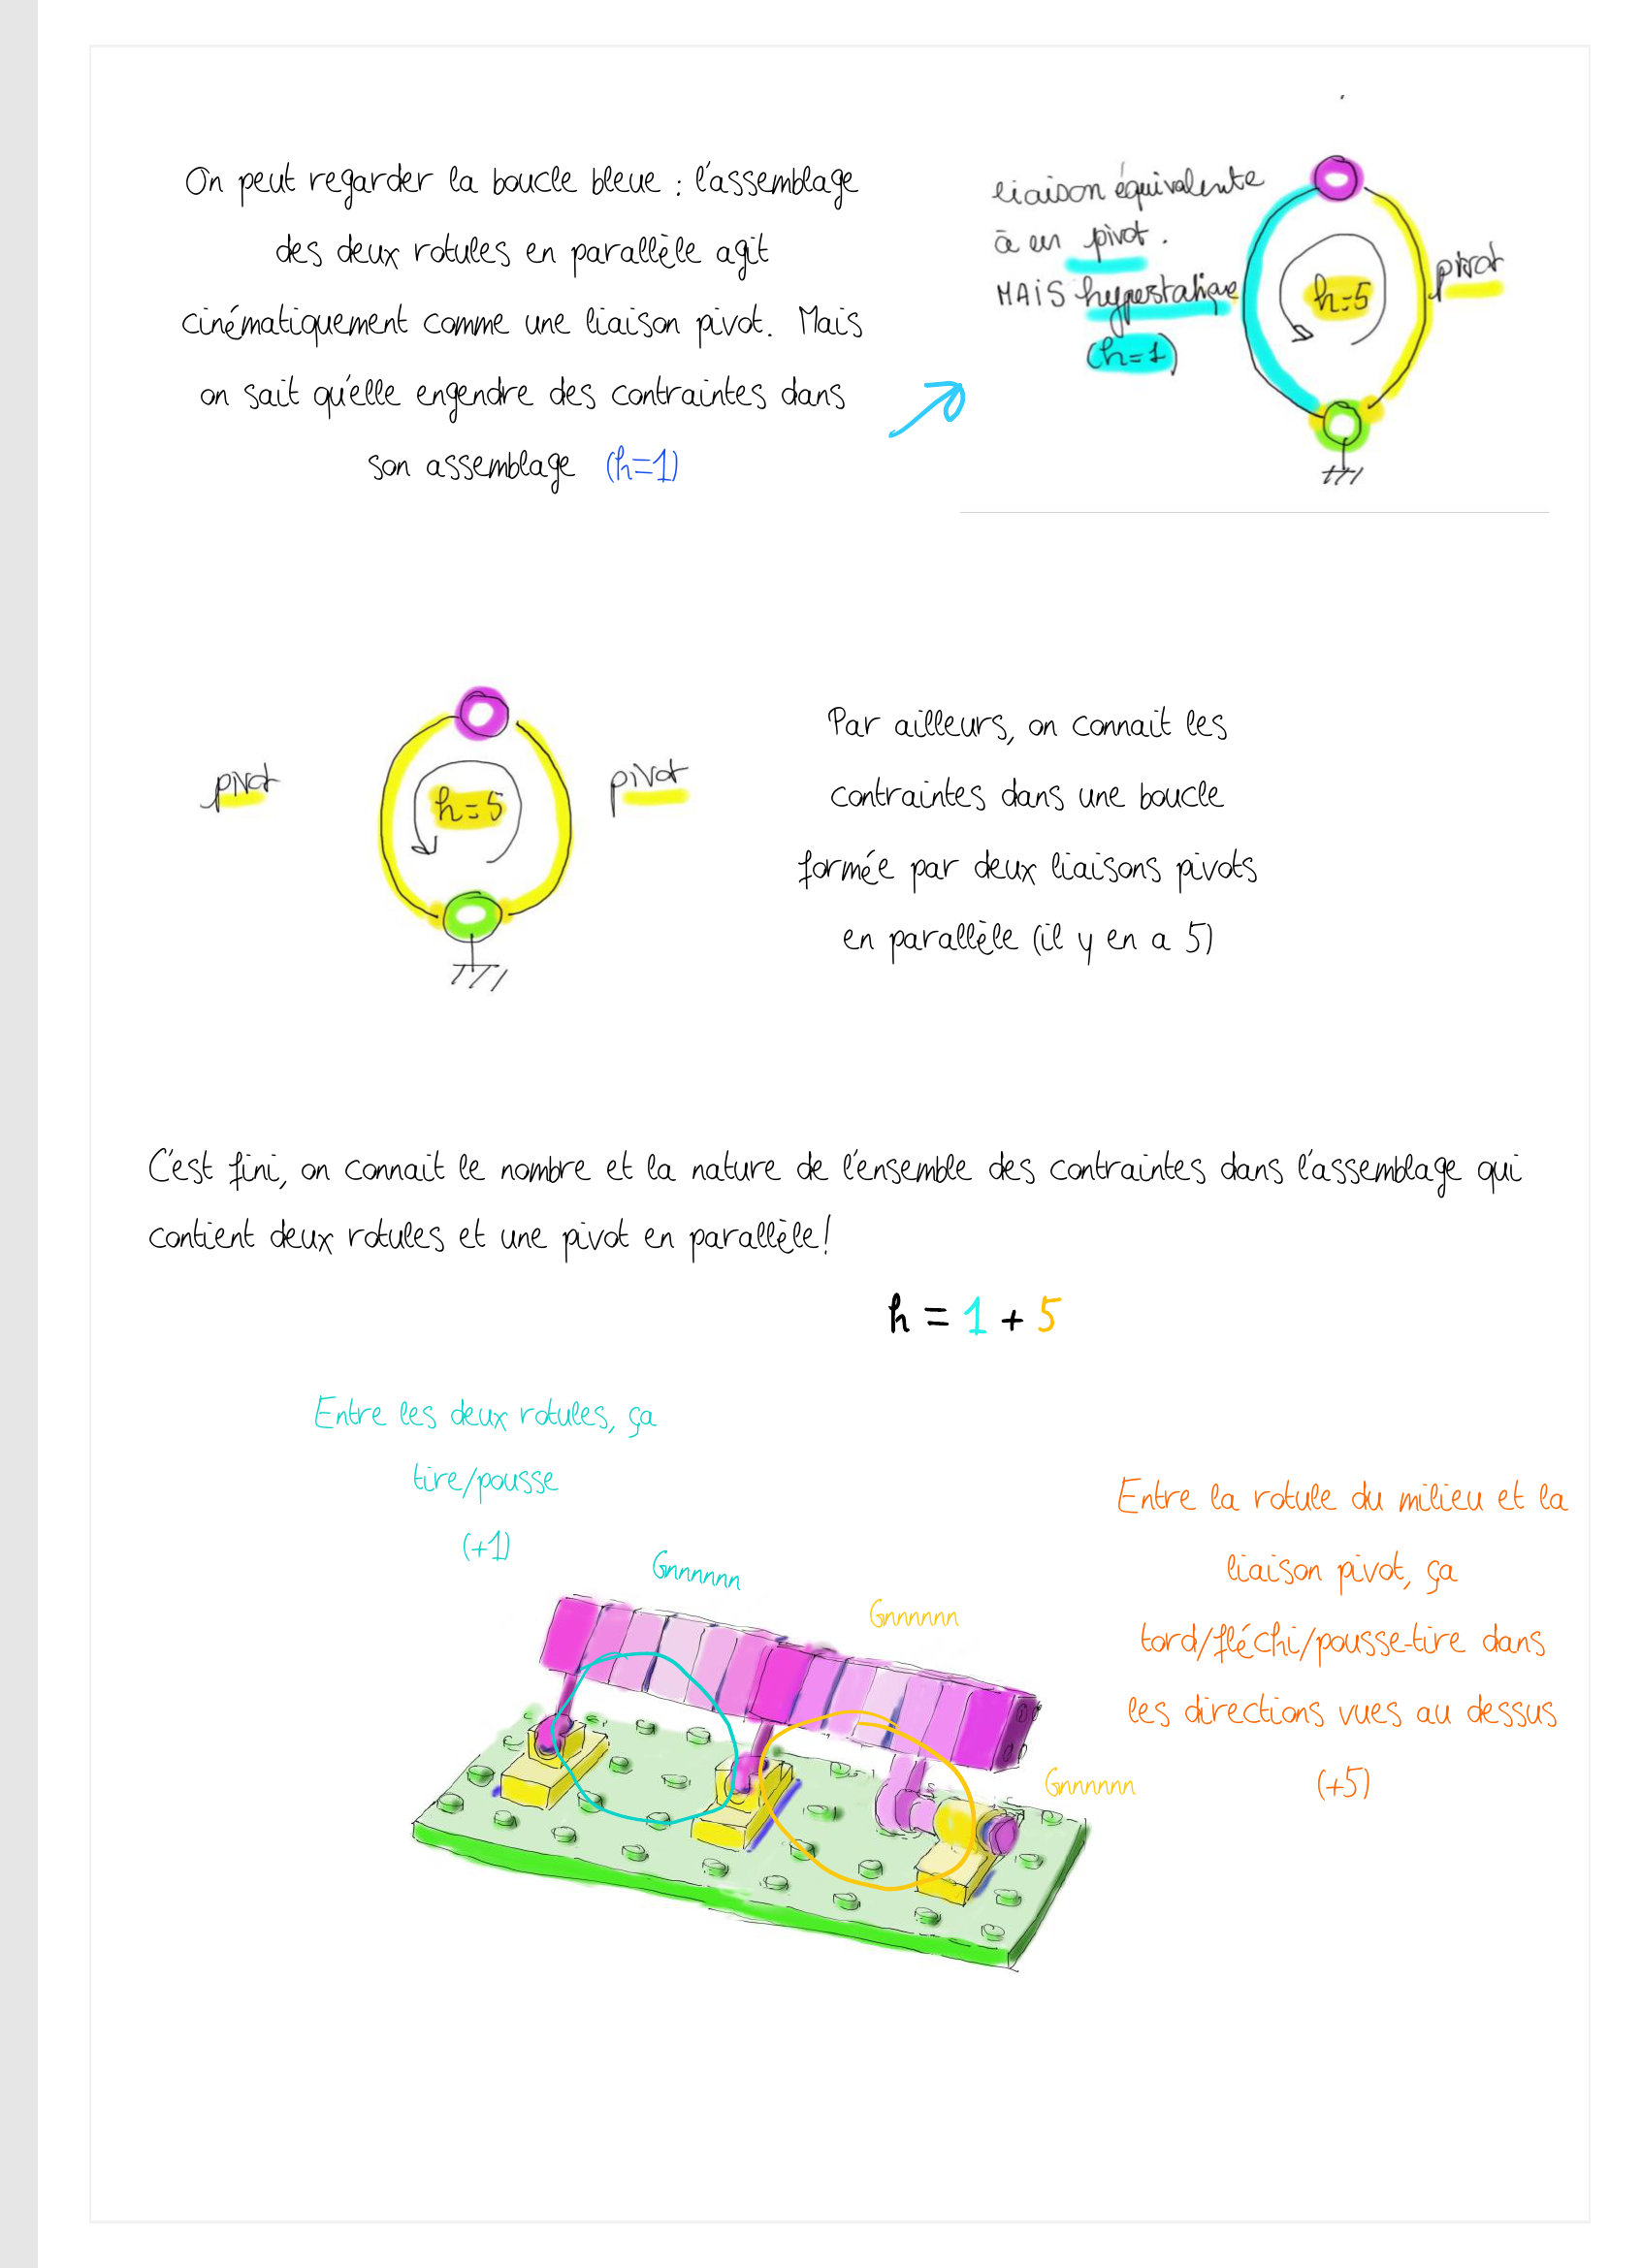 On peut regarder la boucle bleue : l'assemblage
des deux rotules en parallèle agit
cinématiquement comme une liaison pivot. Mais
on sait qu'elle engendre des contraintes dans
son assemblage (h=1)
liaison équivalente
à un pivot.
MAIS hyperstatique
(h=1)
h=5
pivot
pivot
h=5
pivot
Par ailleurs, on connait les
contraintes dans une boucle
formée par deux liaisons pivots
en parallèle (il y en a 5)
C'est fini, on connait le nombre et la nature de l'ensemble des contraintes dans l'assemblage qui
contient deux rotules et une pivot en parallèle!
h = 1 + 5
Entre les deux rotules, ça
tire/pousse
(+1)
Entre la rotule du milieu et la
liaison pivot, ça
tord/fléchi/pousse-tire dans
les directions vues au dessus
(+5)
Gnnnnnn
Gnnnnnn
Gnnnnnn